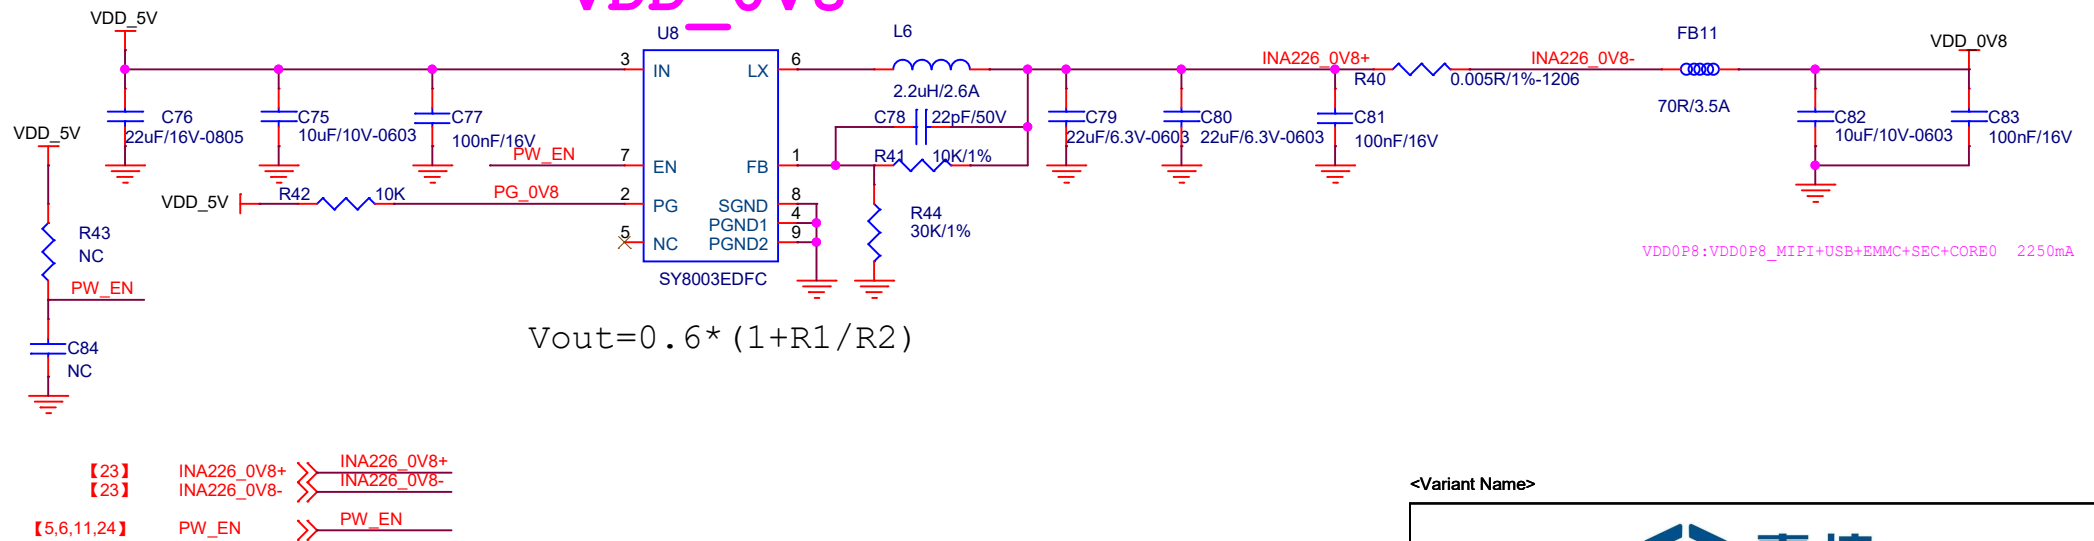 VDD_0V8
VDD_5V
U8
L6
FB11
VDD_0V8
3
IN
LX
6
INA226_0V8+
R40
0.005R/1%-1206
INA226_0V8-
2.2uH/2.6A
70R/3.5A
C76
22uF/16V-0805
C75
10uF/10V-0603
C77
100nF/16V
C78
22pF/50V
C79
22uF/6.3V-0603
C80
22uF/6.3V-0603
C81
100nF/16V
C82
10uF/10V-0603
C83
100nF/16V
VDD_5V
PW_EN
7
EN
FB
1
R41
10K/1%
VDD_5V
R42
10K
PG_0V8
2
PG
SGND
8
PGND1
4
PGND2
9
5
NC
R44
30K/1%
SY8003EDFC
R43
NC
PW_EN
C84
NC
VDD0P8:VDD0P8_MIPI+USB+EMMC+SEC+CORE0 2250mA
Vout=0.6*(1+R1/R2)
【23】 INA226_0V8+ INA226_0V8+
【23】 INA226_0V8- INA226_0V8-
【5,6,11,24】 PW_EN PW_EN
<Variant Name>